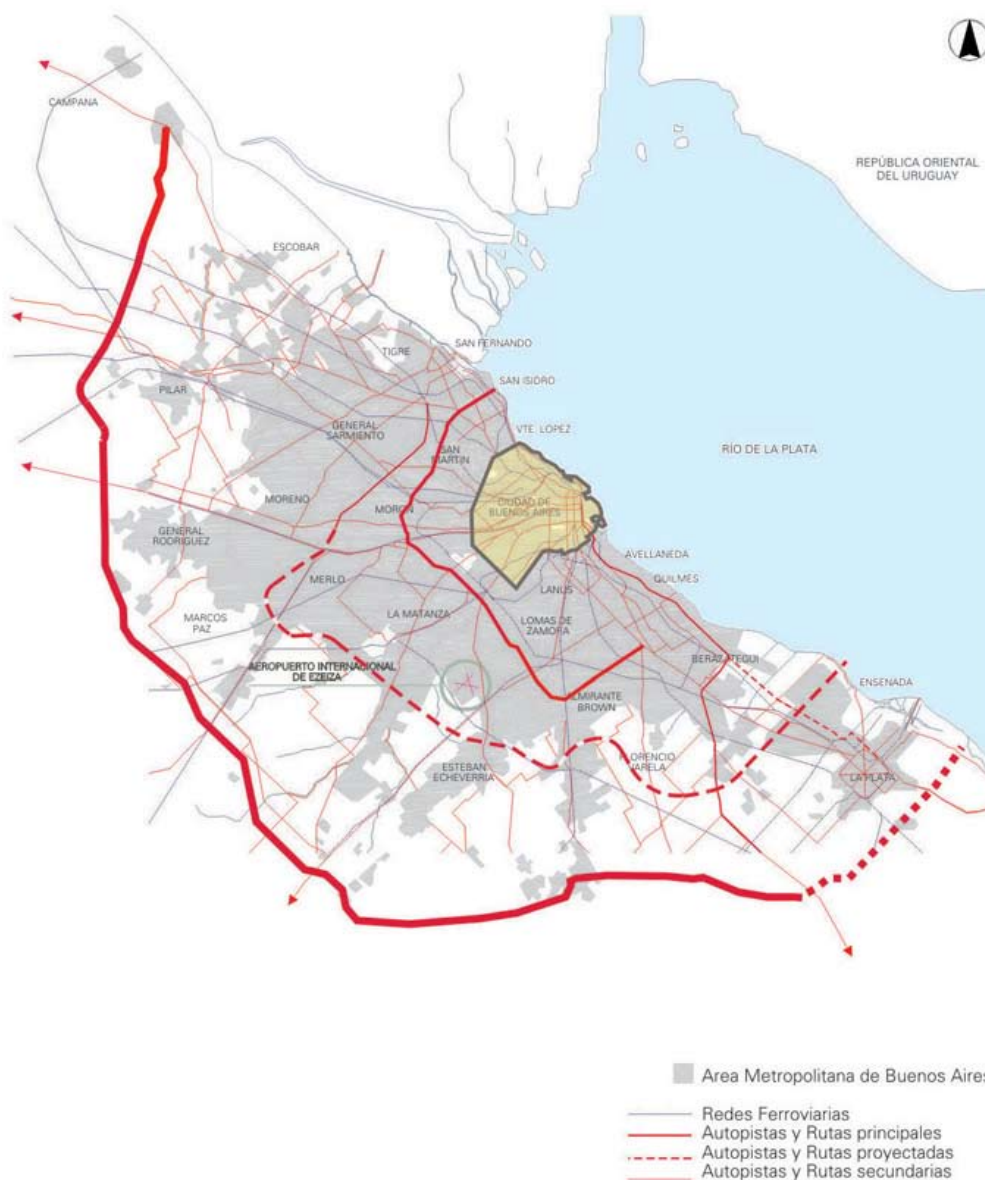 CAMPANA
REPÚBLICA ORIENTAL
DEL URUGUAY
ESCOBAR
SAN FERNANDO
TIGRE
SAN ISIDRO
PILAR
VTE. LOPEZ
GENERAL
SARMIENTO
SAN
MARTIN
RÍO DE LA PLATA
MORENO
MORON
CIUDAD DE
BUENOS AIRES
GENERAL
RODRIGUEZ
AVELLANEDA
MERLO
QUILMES
LANUS
MARCOS
PAZ
LA MATANZA
LOMAS DE
ZAMORA
BERAZATEGUI
AEROPUERTO INTERNACIONAL
DE EZEIZA
ENSENADA
ALMIRANTE
BROWN
ESTEBAN
ECHEVERRIA
FLORENCIO
VARELA
LA PLATA
Area Metropolitana de Buenos Aires
Redes Ferroviarias
Autopistas y Rutas principales
Autopistas y Rutas proyectadas
Autopistas y Rutas secundarias